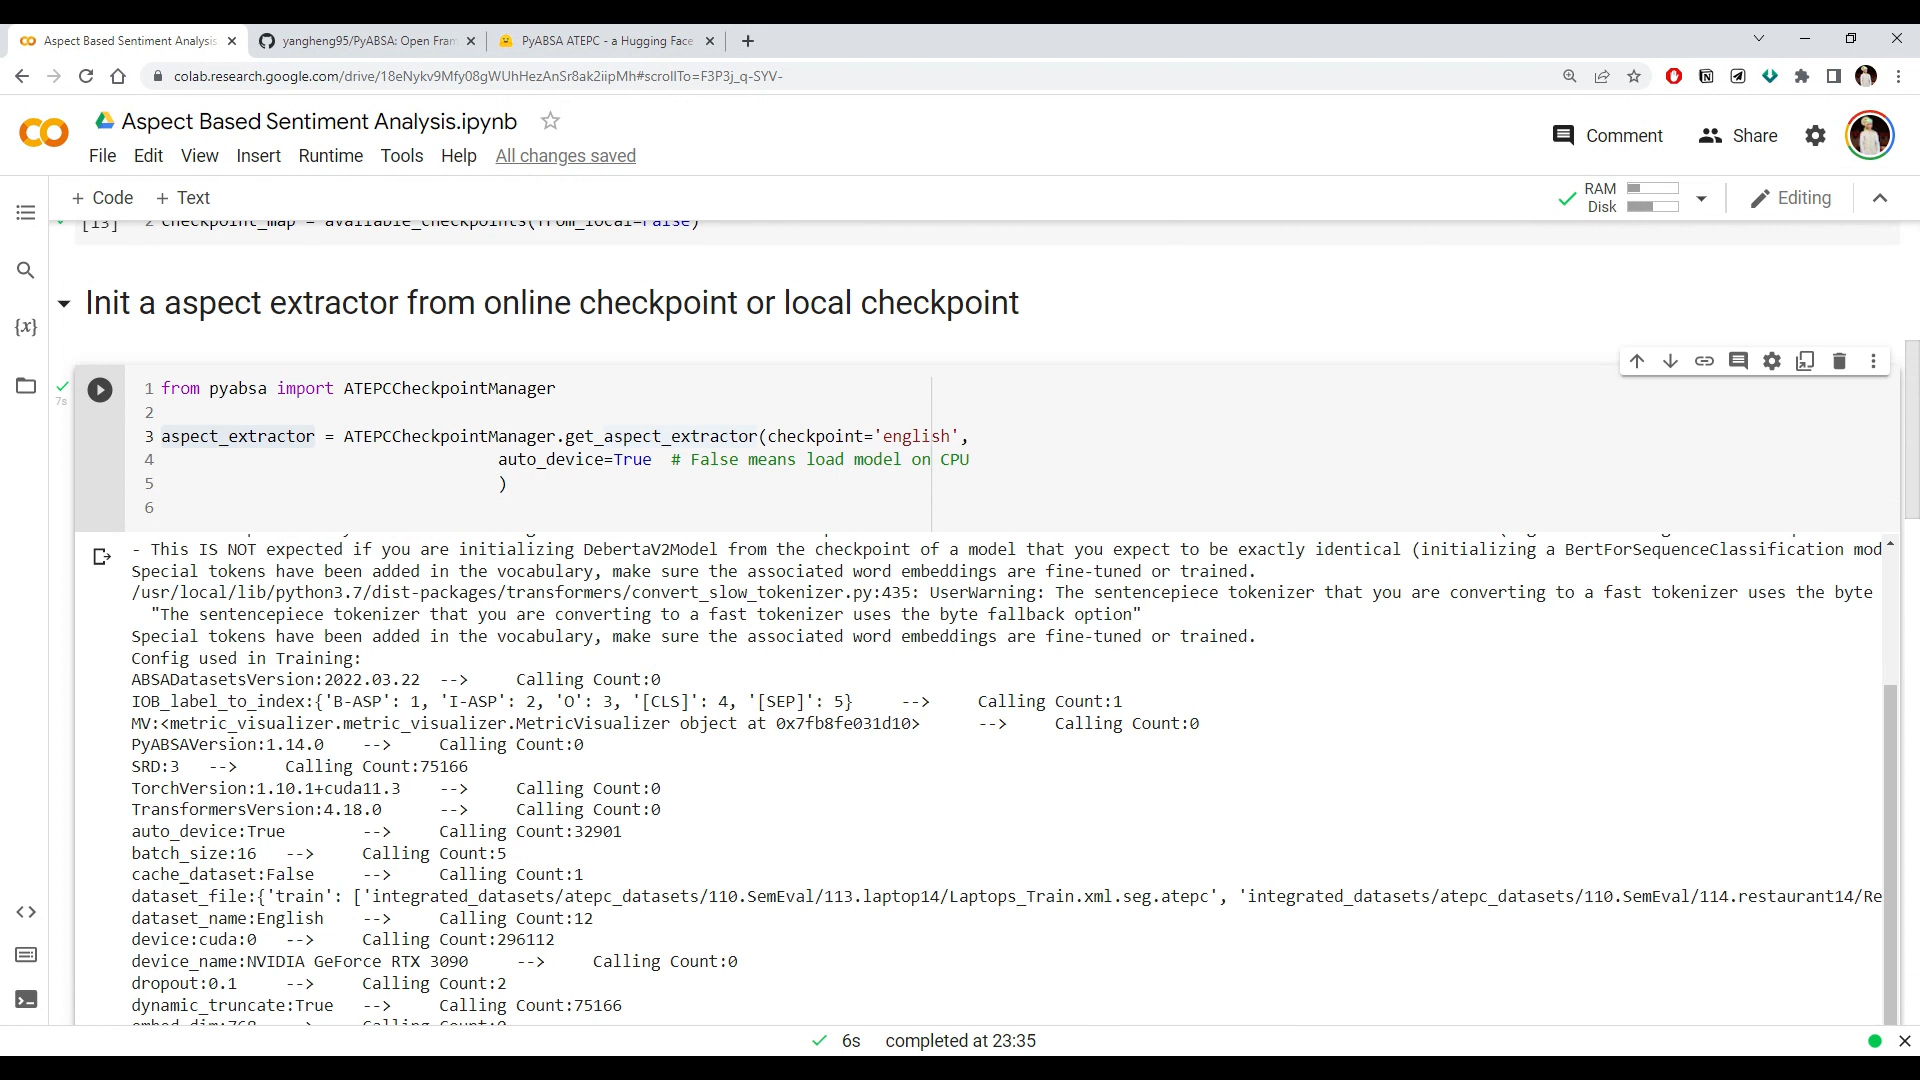 Aspect Based Sentiment Analysis
yangheng95/PyABSA: Open Fram
PyABSA ATEPC - a Hugging Face
colab.research.google.com/drive/18eNykv9Mfy08gWUhHezAnSr8ak2iipMh#scrollTo=F3P3j_q-SYV-
Aspect Based Sentiment Analysis.ipynb
File Edit View Insert Runtime Tools Help All changes saved
Comment
Share
+ Code + Text
RAM
Disk
Editing
[13] 2 checkpoint_map = available_checkpoints(from_local=False)
Init a aspect extractor from online checkpoint or local checkpoint
7s
1 from pyabsa import ATEPCCheckpointManager
2
3 aspect_extractor = ATEPCCheckpointManager.get_aspect_extractor(checkpoint='english',
4 auto_device=True # False means load model on CPU
5 )
6
- This IS NOT expected if you are initializing DebertaV2Model from the checkpoint of a model that you expect to be exactly identical (initializing a BertForSequenceClassification mod
Special tokens have been added in the vocabulary, make sure the associated word embeddings are fine-tuned or trained.
/usr/local/lib/python3.7/dist-packages/transformers/convert_slow_tokenizer.py:435: UserWarning: The sentencepiece tokenizer that you are converting to a fast tokenizer uses the byte
"The sentencepiece tokenizer that you are converting to a fast tokenizer uses the byte fallback option"
Special tokens have been added in the vocabulary, make sure the associated word embeddings are fine-tuned or trained.
Config used in Training:
ABSADatasetsVersion:2022.03.22 --> Calling Count:0
IOB_label_to_index:{'B-ASP': 1, 'I-ASP': 2, 'O': 3, '[CLS]': 4, '[SEP]': 5} --> Calling Count:1
MV:<metric_visualizer.metric_visualizer.MetricVisualizer object at 0x7fb8fe031d10> --> Calling Count:0
PyABSAVersion:1.14.0 --> Calling Count:0
SRD:3 --> Calling Count:75166
TorchVersion:1.10.1+cuda11.3 --> Calling Count:0
TransformersVersion:4.18.0 --> Calling Count:0
auto_device:True --> Calling Count:32901
batch_size:16 --> Calling Count:5
cache_dataset:False --> Calling Count:1
dataset_file:{'train': ['integrated_datasets/atepc_datasets/110.SemEval/113.laptop14/Laptops_Train.xml.seg.atepc', 'integrated_datasets/atepc_datasets/110.SemEval/114.restaurant14/Re
dataset_name:English --> Calling Count:12
device:cuda:0 --> Calling Count:296112
device_name:NVIDIA GeForce RTX 3090 --> Calling Count:0
dropout:0.1 --> Calling Count:2
dynamic_truncate:True --> Calling Count:75166
embed_dim:768 --> Calling Count:0
6s completed at 23:35